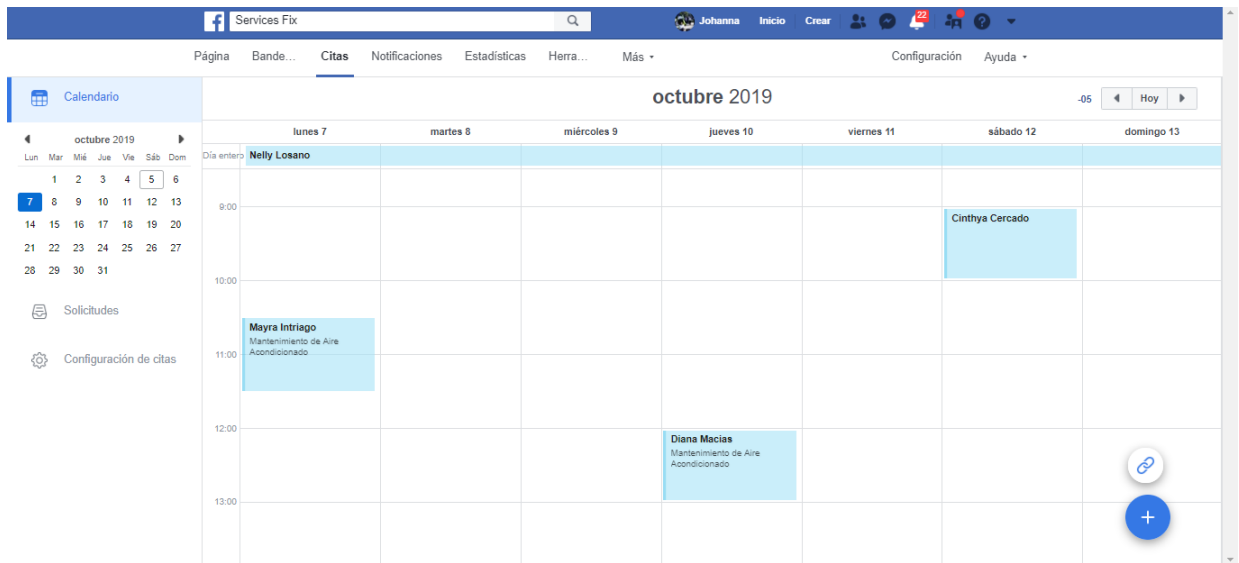 Services Fix
Johanna Inicio Crear 22
Página Bande... Citas Notificaciones Estadísticas Herra... Más Configuración Ayuda
Calendario
octubre 2019
-05 Hoy
octubre 2019
Lun Mar Mié Jue Vie Sáb Dom
1 2 3 4 5 6
7 8 9 10 11 12 13
14 15 16 17 18 19 20
21 22 23 24 25 26 27
28 29 30 31
Solicitudes
Configuración de citas
lunes 7 martes 8 miércoles 9 jueves 10 viernes 11 sábado 12 domingo 13
Día entero Nelly Losano
9:00
Cinthya Cercado
10:00
Mayra Intriago
Mantenimiento de Aire
Acondicionado
11:00
12:00
Diana Macias
Mantenimiento de Aire
Acondicionado
13:00